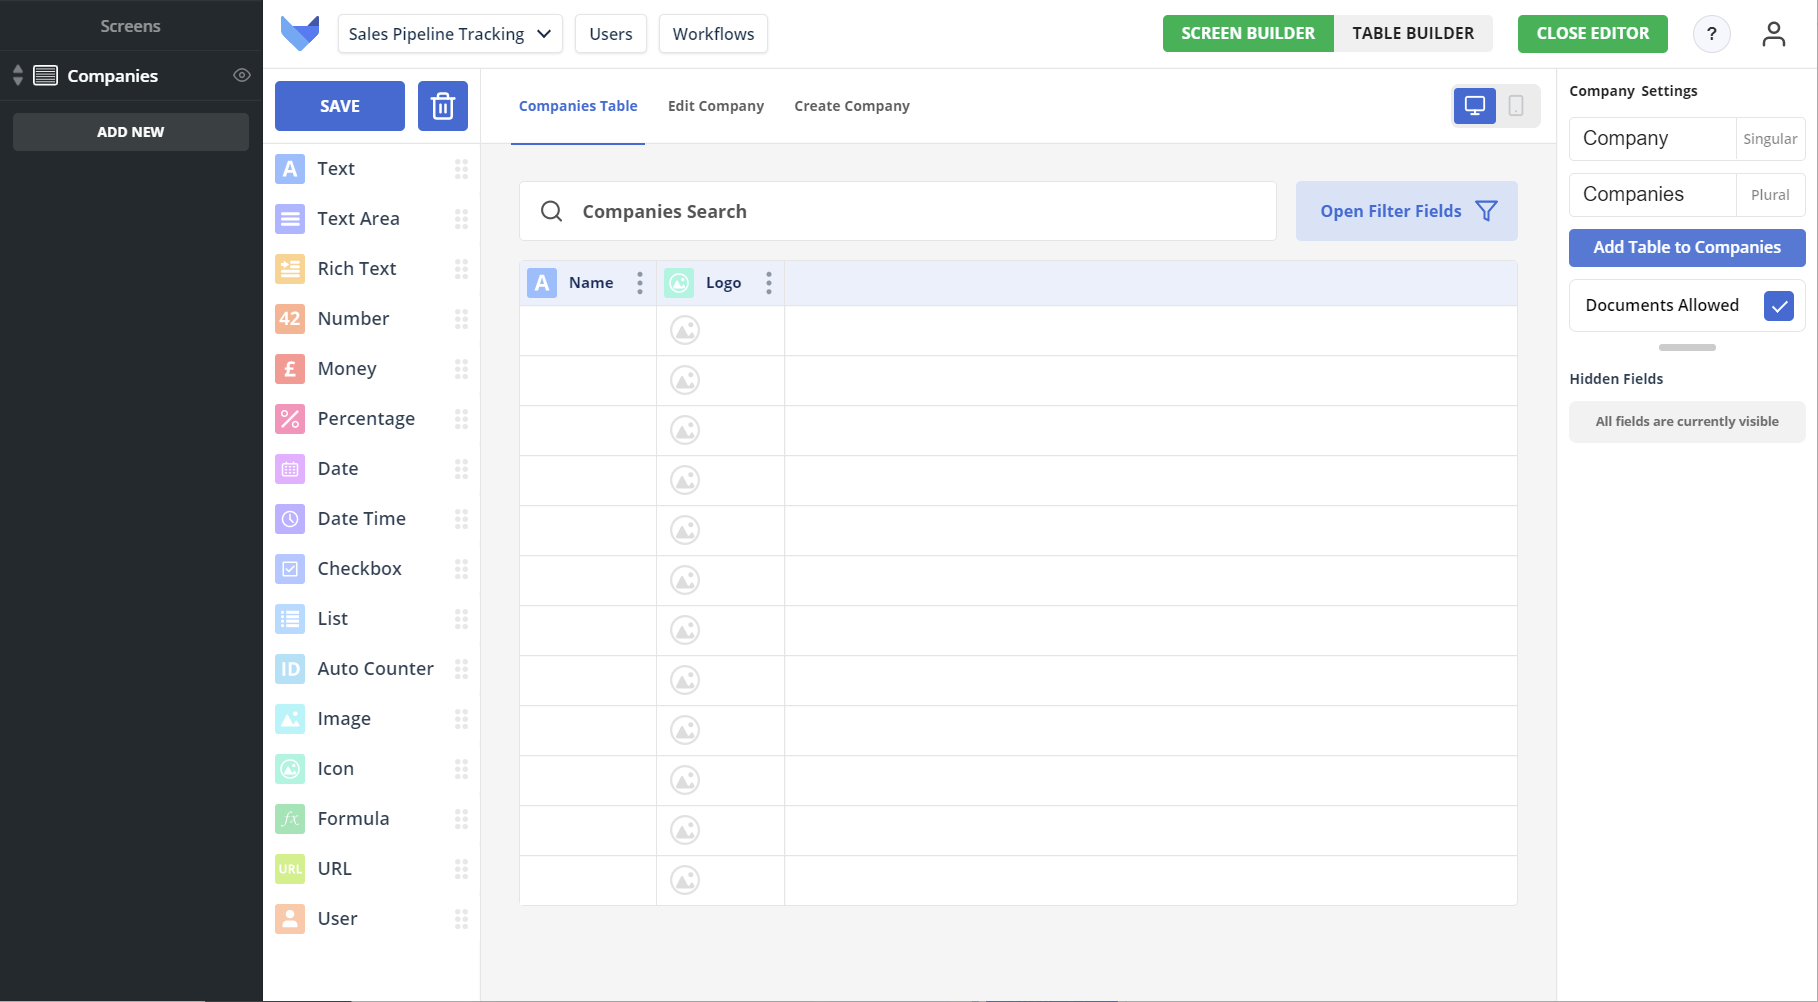 Screens
Companies
ADD NEW
Sales Pipeline Tracking
Users
Workflows
SCREEN BUILDER
TABLE BUILDER
CLOSE EDITOR
?
SAVE
Companies Table
Edit Company
Create Company
A Text
Text Area
Rich Text
42 Number
£ Money
% Percentage
Date
Date Time
Checkbox
List
ID Auto Counter
Image
Icon
fx Formula
URL URL
User
Companies Search
Open Filter Fields
A Name
Logo
Company Settings
Company Singular
Companies Plural
Add Table to Companies
Documents Allowed
Hidden Fields
All fields are currently visible